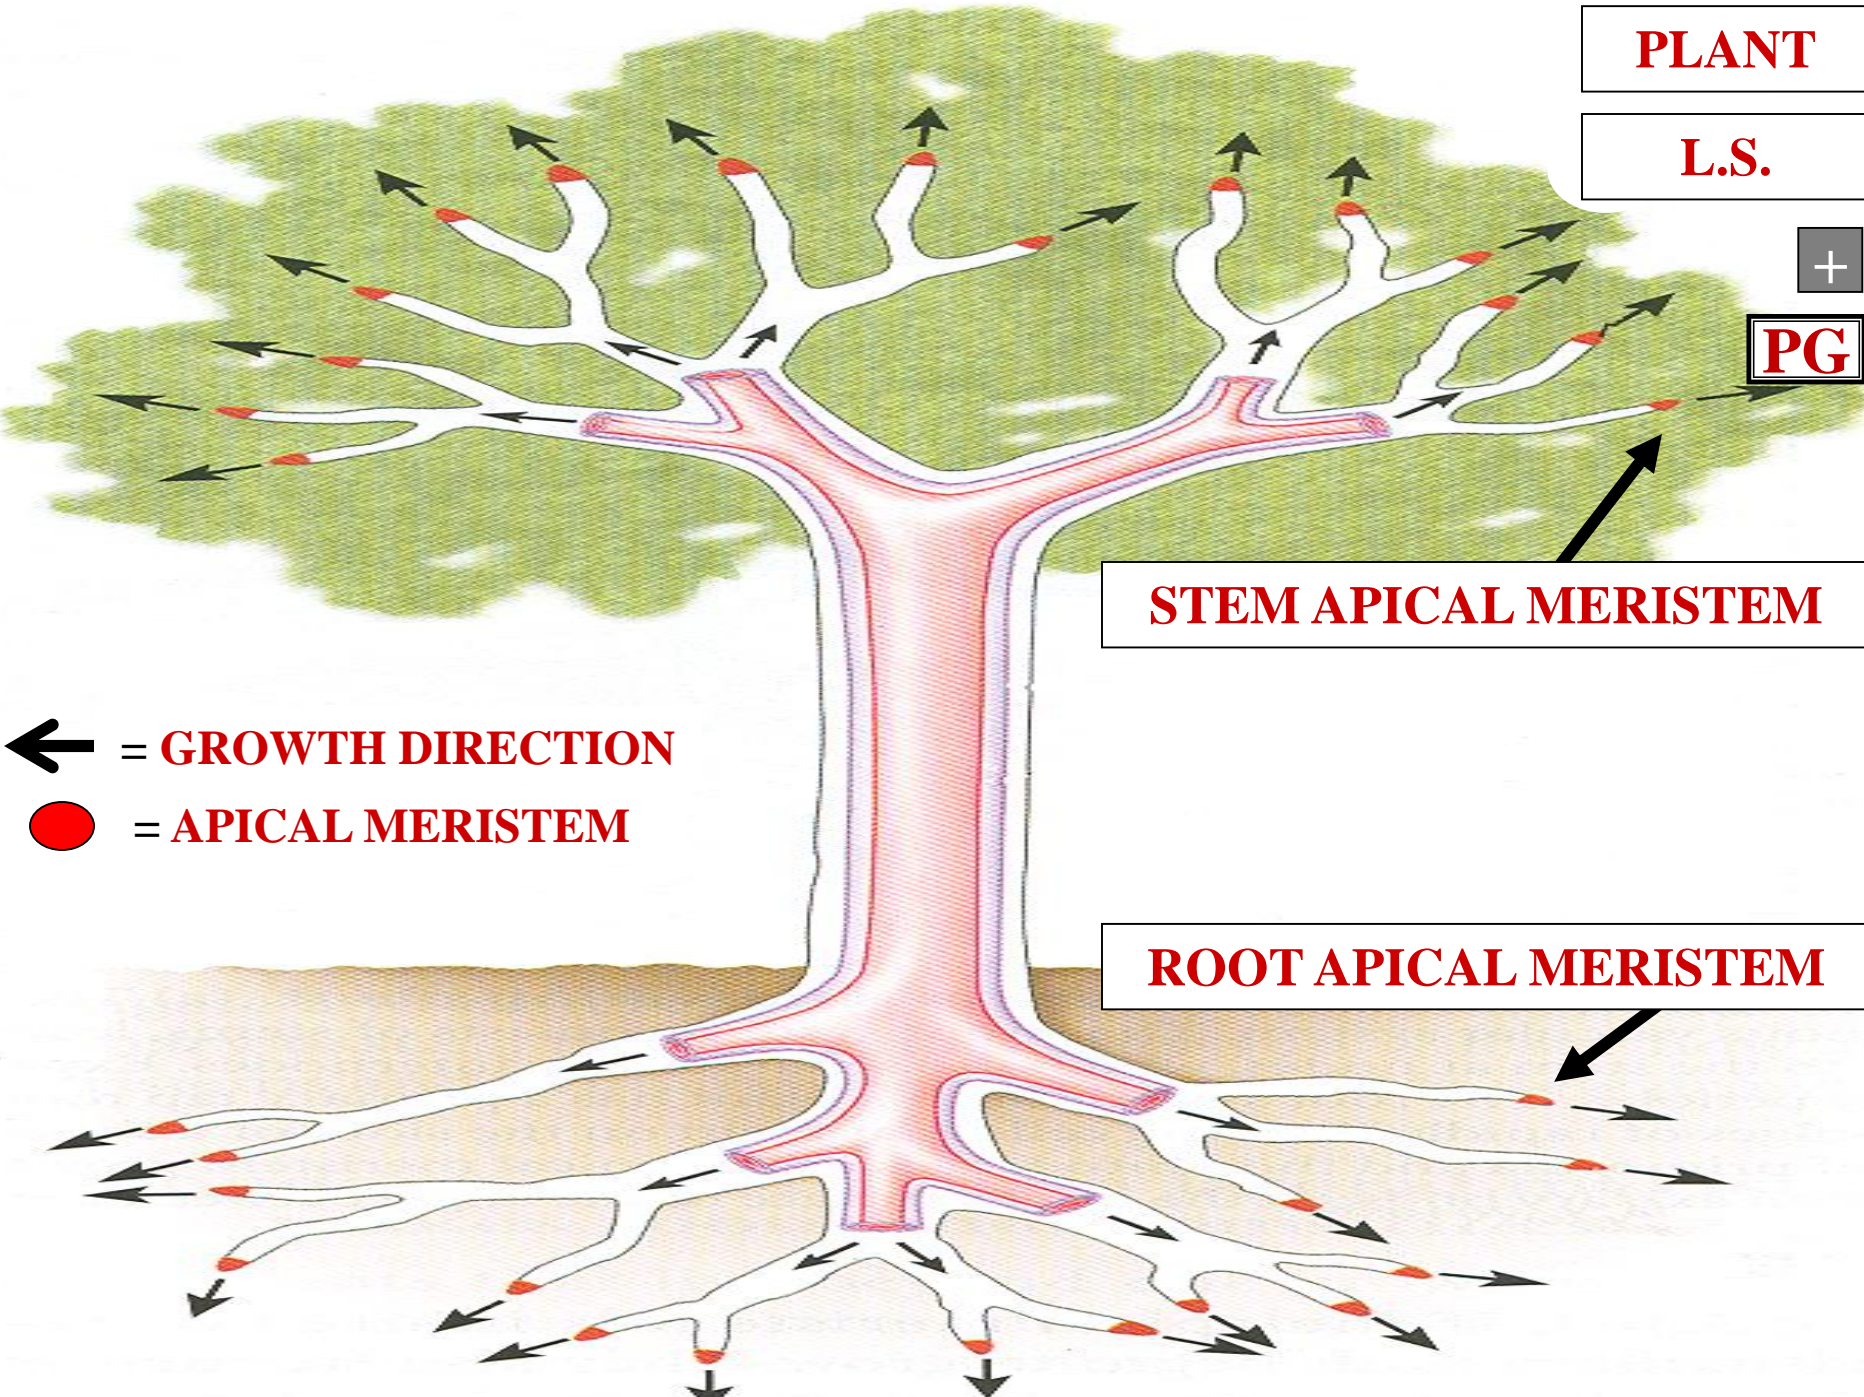 PLANT
L.S.
+
PG
STEM APICAL MERISTEM
= GROWTH DIRECTION
= APICAL MERISTEM
ROOT APICAL MERISTEM